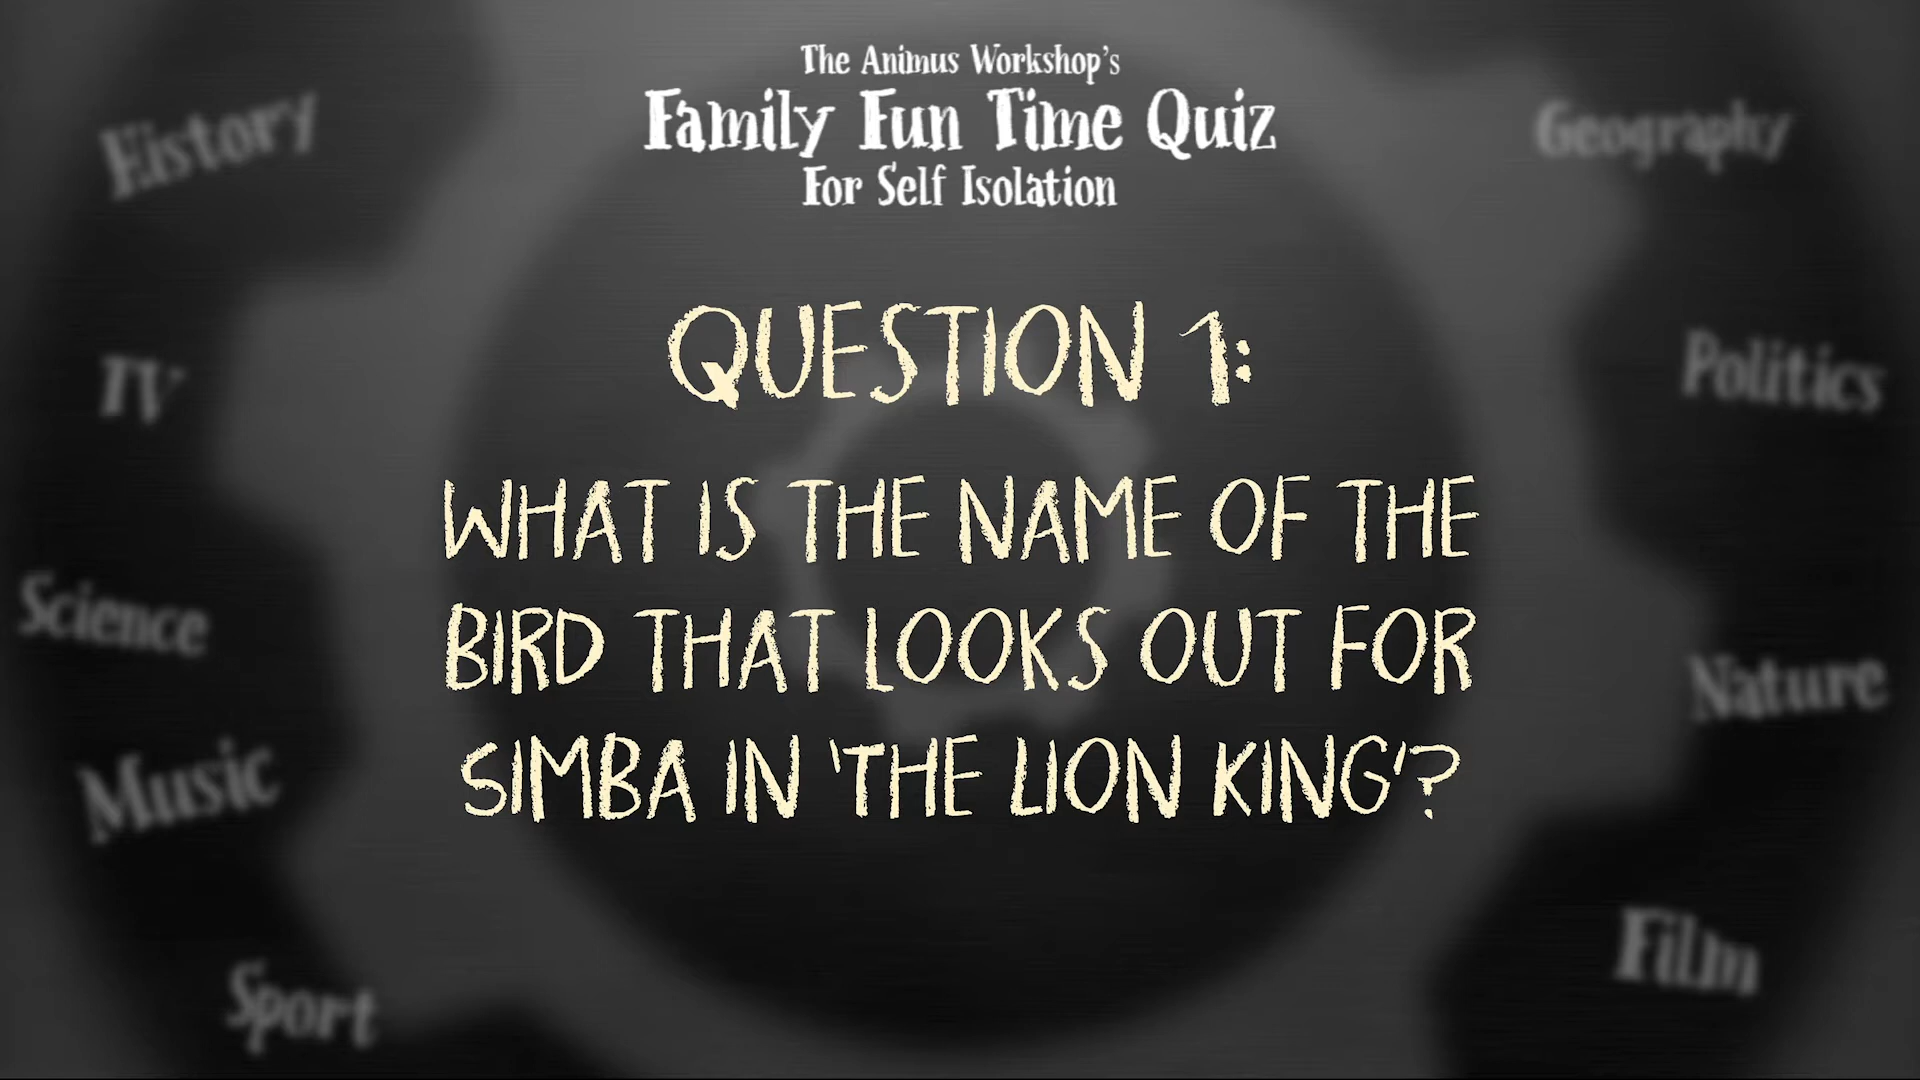 The Animus Workshop's
Family Fun Time Quiz
For Self Isolation
History
Geography
QUESTION 1:
TV
Politics
WHAT IS THE NAME OF THE
BIRD THAT LOOKS OUT FOR
SIMBA IN 'THE LION KING'?
Science
Nature
Music
Sport
Film